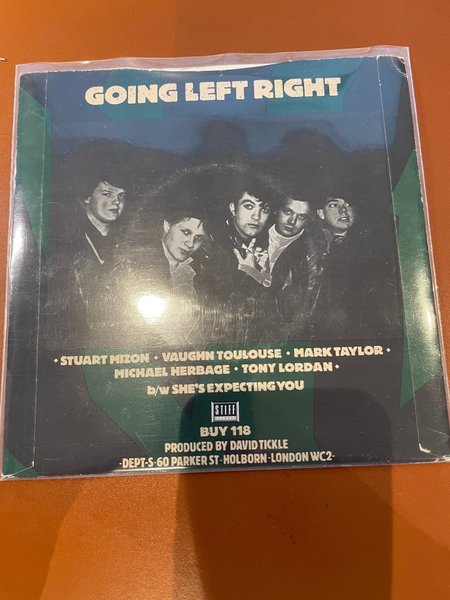 GOING LEFT RIGHT
· STUART MIZON · VAUGHN TOULOUSE · MARK TAYLOR ·
MICHAEL HERBAGE · TONY LORDAN ·
b/w SHE'S EXPECTING YOU
STIFF
RECORDS
BUY 118
PRODUCED BY DAVID TICKLE
·DEPT-S·60 PARKER ST·HOLBORN·LONDON WC2·